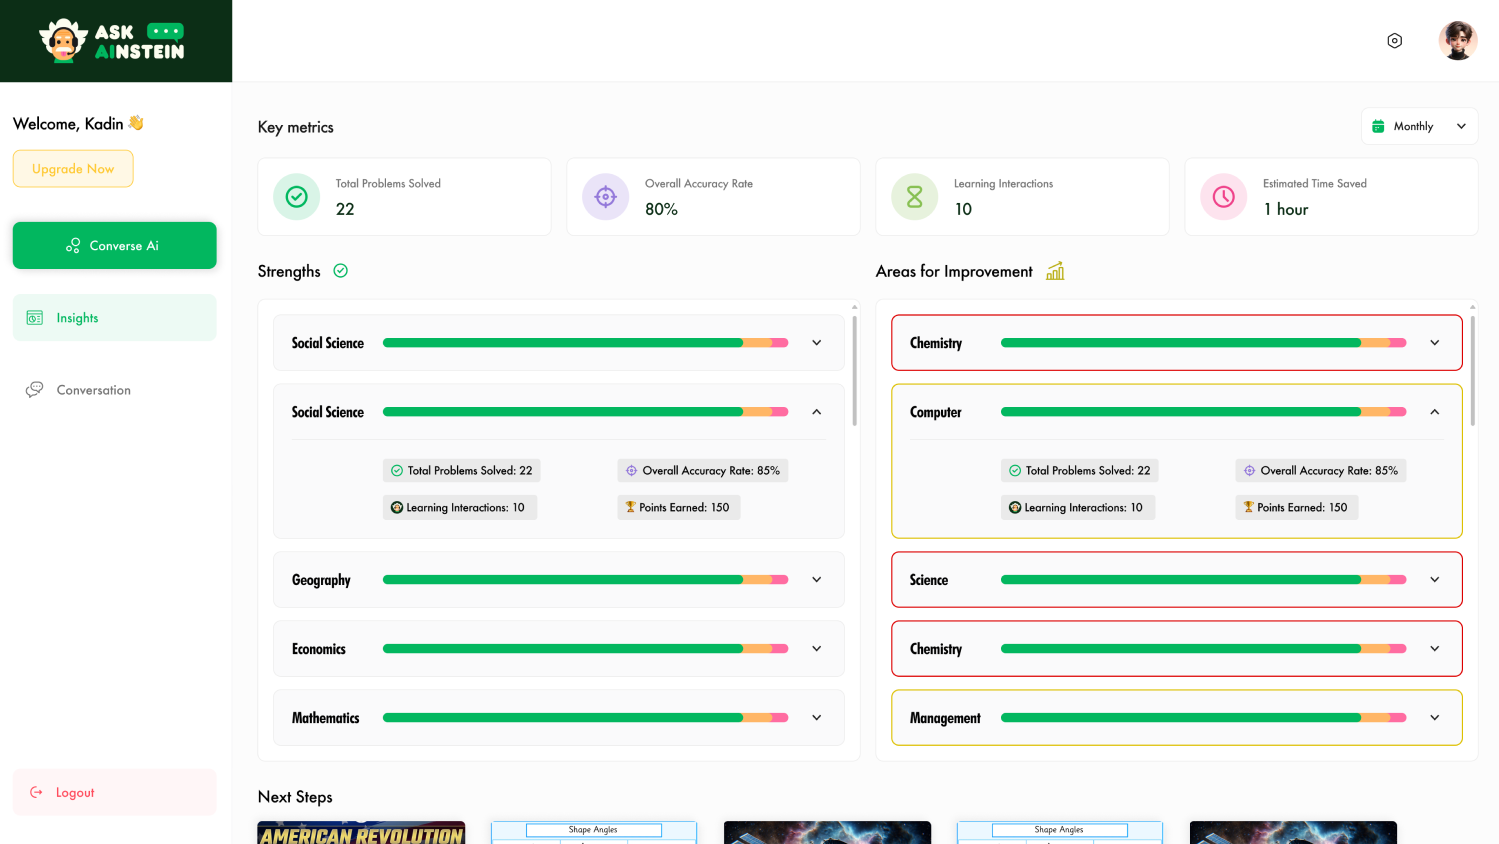 ASK
AINSTEIN
Welcome, Kadin
Upgrade Now
Converse Ai
Insights
Conversation
Logout
Key metrics
Monthly
Total Problems Solved
22
Overall Accuracy Rate
80%
Learning Interactions
10
Estimated Time Saved
1 hour
Strengths
Social Science
Social Science
Total Problems Solved: 22
Overall Accuracy Rate: 85%
Learning Interactions: 10
Points Earned: 150
Geography
Economics
Mathematics
Areas for Improvement
Chemistry
Computer
Total Problems Solved: 22
Overall Accuracy Rate: 85%
Learning Interactions: 10
Points Earned: 150
Science
Chemistry
Management
Next Steps
AMERICAN REVOLUTION
Shape Angles
Shape Angles